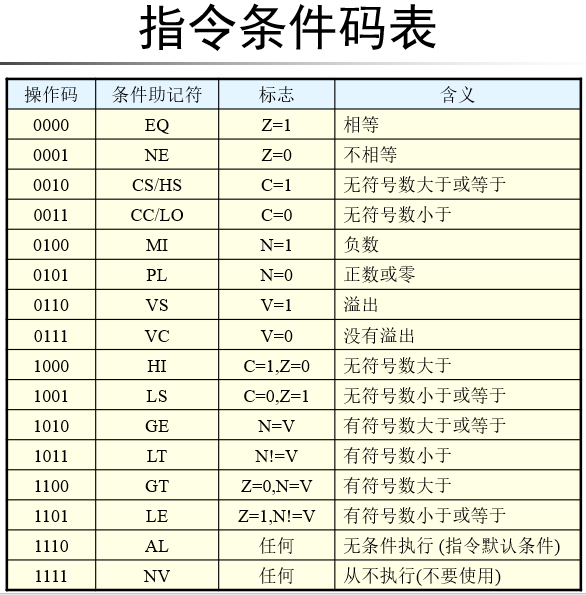 指令条件码表
操作码 条件助记符 标志 含义
0000 EQ Z=1 相等
0001 NE Z=0 不相等
0010 CS/HS C=1 无符号数大于或等于
0011 CC/LO C=0 无符号数小于
0100 MI N=1 负数
0101 PL N=0 正数或零
0110 VS V=1 溢出
0111 VC V=0 没有溢出
1000 HI C=1,Z=0 无符号数大于
1001 LS C=0,Z=1 无符号数小于或等于
1010 GE N=V 有符号数大于或等于
1011 LT N!=V 有符号数小于
1100 GT Z=0,N=V 有符号数大于
1101 LE Z=1,N!=V 有符号数小于或等于
1110 AL 任何 无条件执行 (指令默认条件)
1111 NV 任何 从不执行(不要使用)